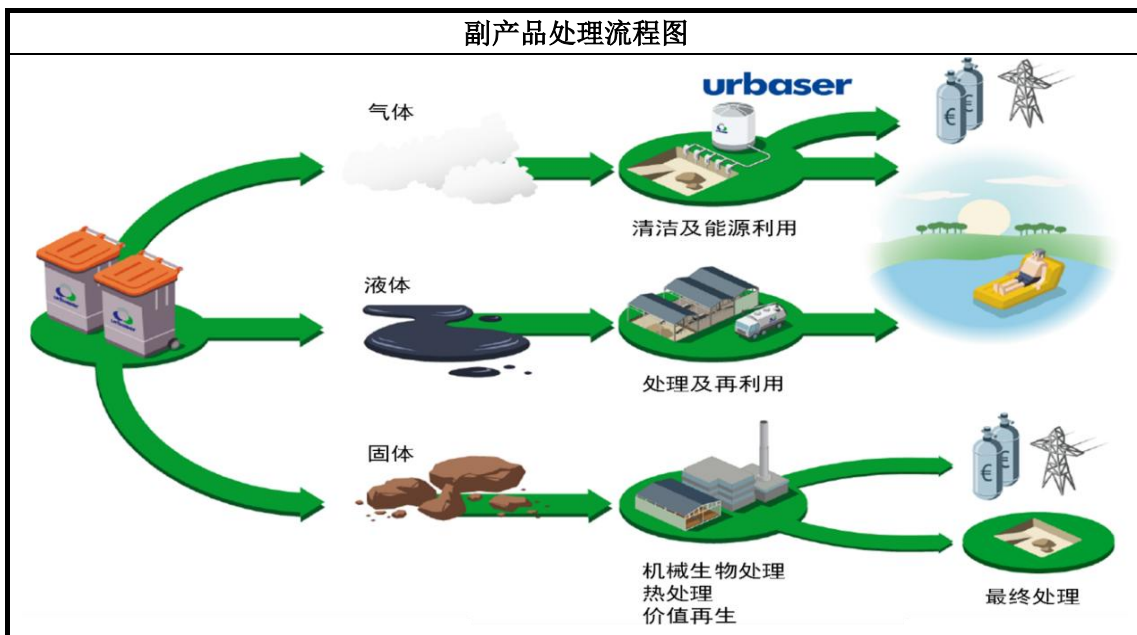 副产品处理流程图
urbaser
气体
清洁及能源利用
urbaser
urbaser
液体
处理及再利用
固体
机械生物处理
热处理
价值再生
最终处理
€
€